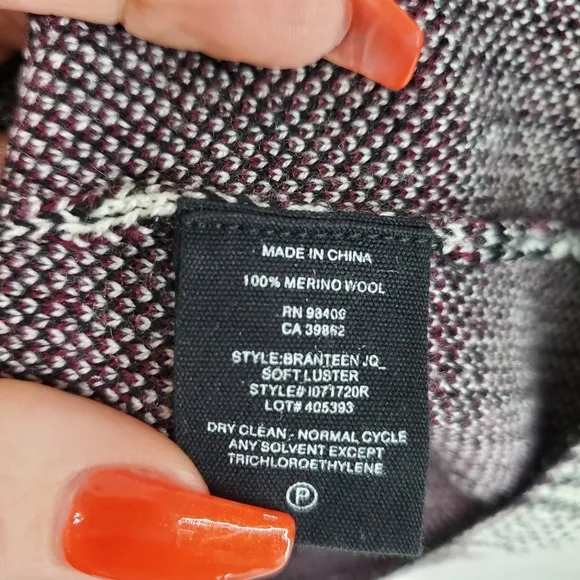 MADE IN CHINA
100% MERINO WOOL
RN 98409
CA 39862
STYLE:BRANTEEN JQ_
SOFT LUSTER
STYLE# I071720R
LOT# 405393
DRY CLEAN - NORMAL CYCLE
ANY SOLVENT EXCEPT
TRICHLOROETHYLENE
P